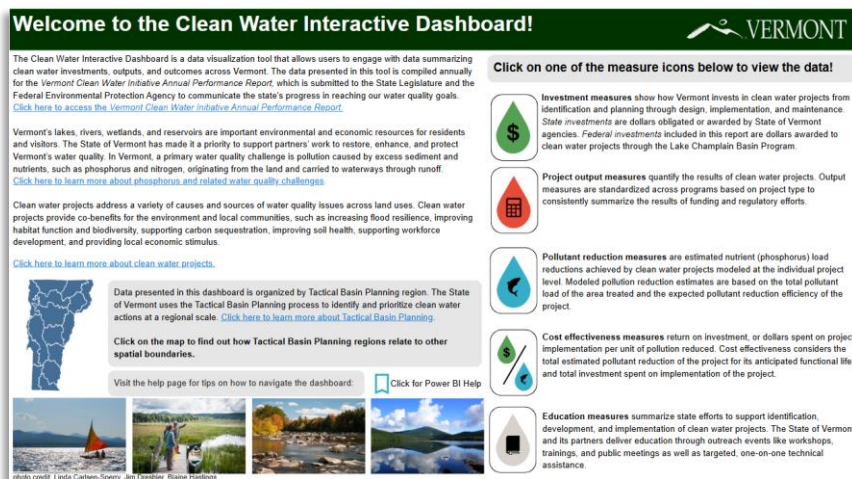 Welcome to the Clean Water Interactive Dashboard!
VERMONT
The Clean Water Interactive Dashboard is a data visualization tool that allows users to engage with data summarizing
clean water investments, outputs, and outcomes across Vermont. The data presented in this tool is compiled annually
for the Vermont Clean Water Initiative Annual Performance Report, which is submitted to the State Legislature and the
Federal Environmental Protection Agency to communicate the state's progress in reaching our water quality goals.
Click here to access the Vermont Clean Water Initiative Annual Performance Report.
Vermont's lakes, rivers, wetlands, and reservoirs are important environmental and economic resources for residents
and visitors. The State of Vermont has made it a priority to support partners' work to restore, enhance, and protect
Vermont's water quality. In Vermont, a primary water quality challenge is pollution caused by excess sediment and
nutrients, such as phosphorus and nitrogen, originating from the land and carried to waterways through runoff.
Click here to learn more about phosphorus and related water quality challenges.
Clean water projects address a variety of causes and sources of water quality issues across land uses. Clean water
projects provide co-benefits for the environment and local communities, such as increasing flood resilience, improving
habitat function and biodiversity, supporting carbon sequestration, improving soil health, supporting workforce
development, and providing local economic stimulus.
Click here to learn more about clean water projects.
Data presented in this dashboard is organized by Tactical Basin Planning region. The State
of Vermont uses the Tactical Basin Planning process to identify and prioritize clean water
actions at a regional scale. Click here to learn more about Tactical Basin Planning.
Click on the map to find out how Tactical Basin Planning regions relate to other
spatial boundaries.
Visit the help page for tips on how to navigate the dashboard:
Click for Power BI Help
photo credit: Linda Carlsen-Sperry, Jim Dreshler, Blaine Hastings
Click on one of the measure icons below to view the data!
$
Investment measures show how Vermont invests in clean water projects from
identification and planning through design, implementation, and maintenance.
State investments are dollars obligated or awarded by State of Vermont
agencies. Federal investments included in this report are dollars awarded to
clean water projects through the Lake Champlain Basin Program.
Project output measures quantify the results of clean water projects. Output
measures are standardized across programs based on project type to
consistently summarize the results of funding and regulatory efforts.
Pollutant reduction measures are estimated nutrient (phosphorus) load
reductions achieved by clean water projects modeled at the individual project
level. Modeled pollution reduction estimates are based on the total pollutant
load of the area treated and the expected pollutant reduction efficiency of the
project.
$
Cost effectiveness measures return on investment, or dollars spent on project
implementation per unit of pollution reduced. Cost effectiveness considers the
total estimated pollutant reduction of the project for its anticipated functional life
and total investment spent on implementation of the project.
Education measures summarize state efforts to support identification,
development, and implementation of clean water projects. The State of Vermont
and its partners deliver education through outreach events like workshops,
trainings, and public meetings as well as targeted, one-on-one technical
assistance.